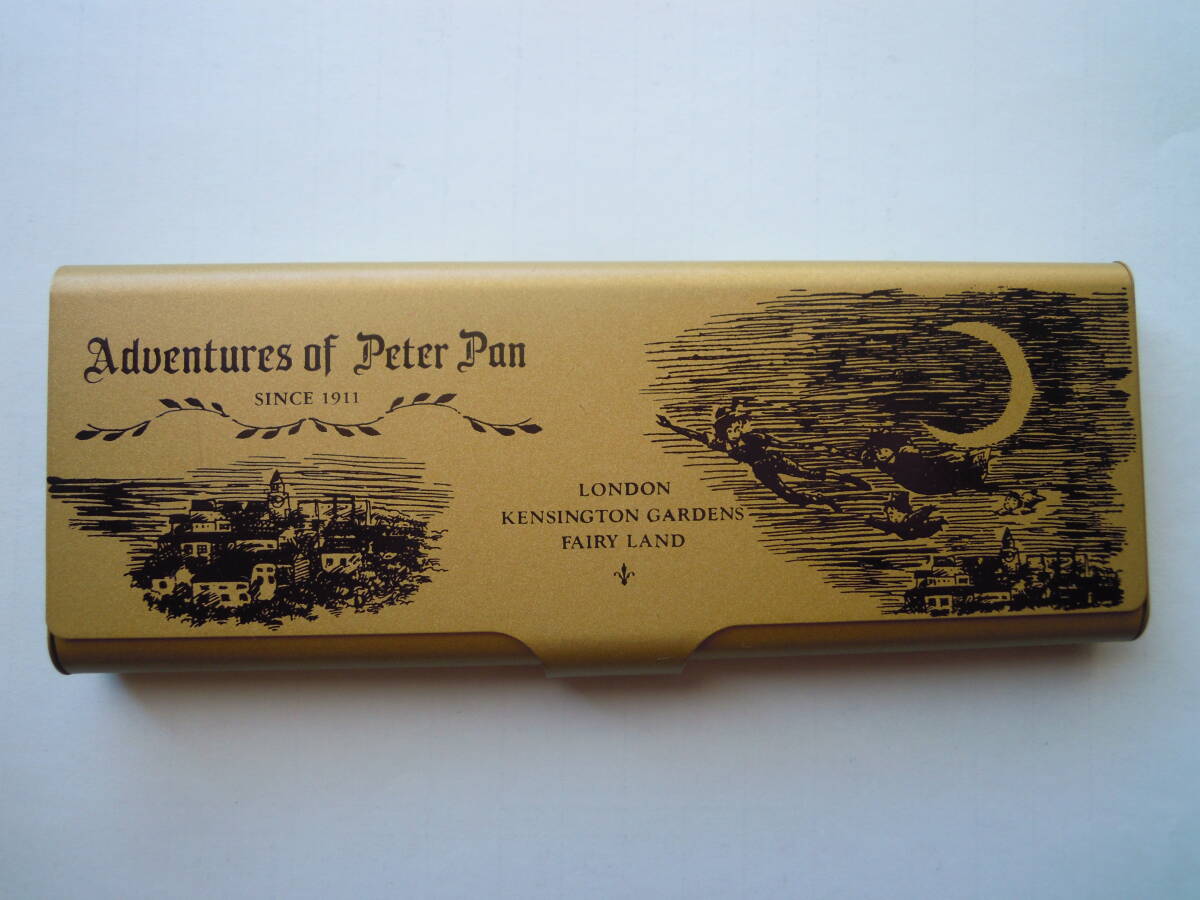 Adventures of Peter Pan
SINCE 1911
LONDON
KENSINGTON GARDENS
FAIRY LAND